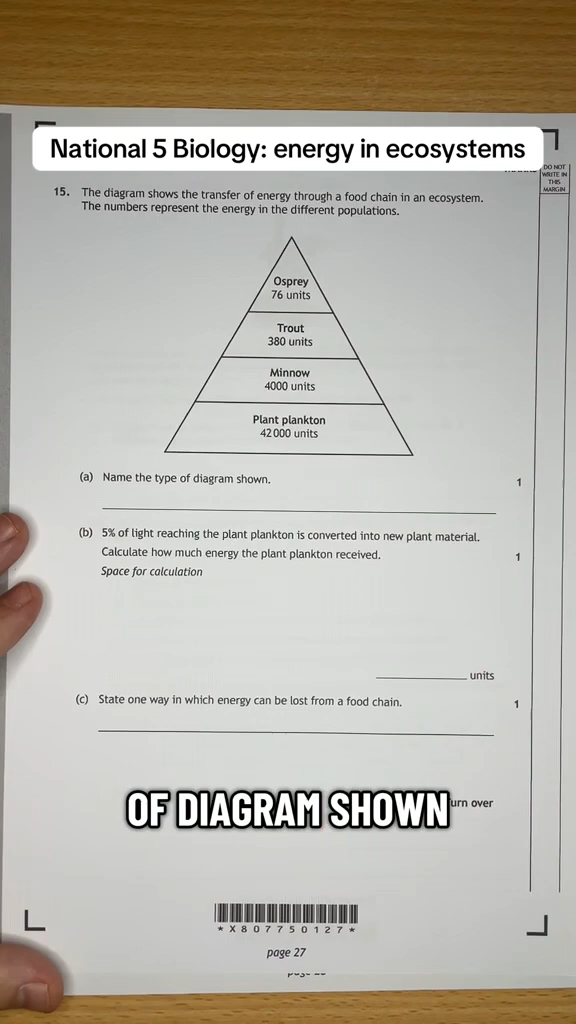 National 5 Biology: energy in ecosystems
DO NOT
WRITE IN
THIS
MARGIN
15. The diagram shows the transfer of energy through a food chain in an ecosystem.
The numbers represent the energy in the different populations.
Osprey
76 units
Trout
380 units
Minnow
4000 units
Plant plankton
42 000 units
(a) Name the type of diagram shown. 1
(b) 5% of light reaching the plant plankton is converted into new plant material.
Calculate how much energy the plant plankton received. 1
Space for calculation
units
(c) State one way in which energy can be lost from a food chain. 1
OF DIAGRAM SHOWN
over
* X 8 0 7 7 5 0 1 2 7 *
page 27